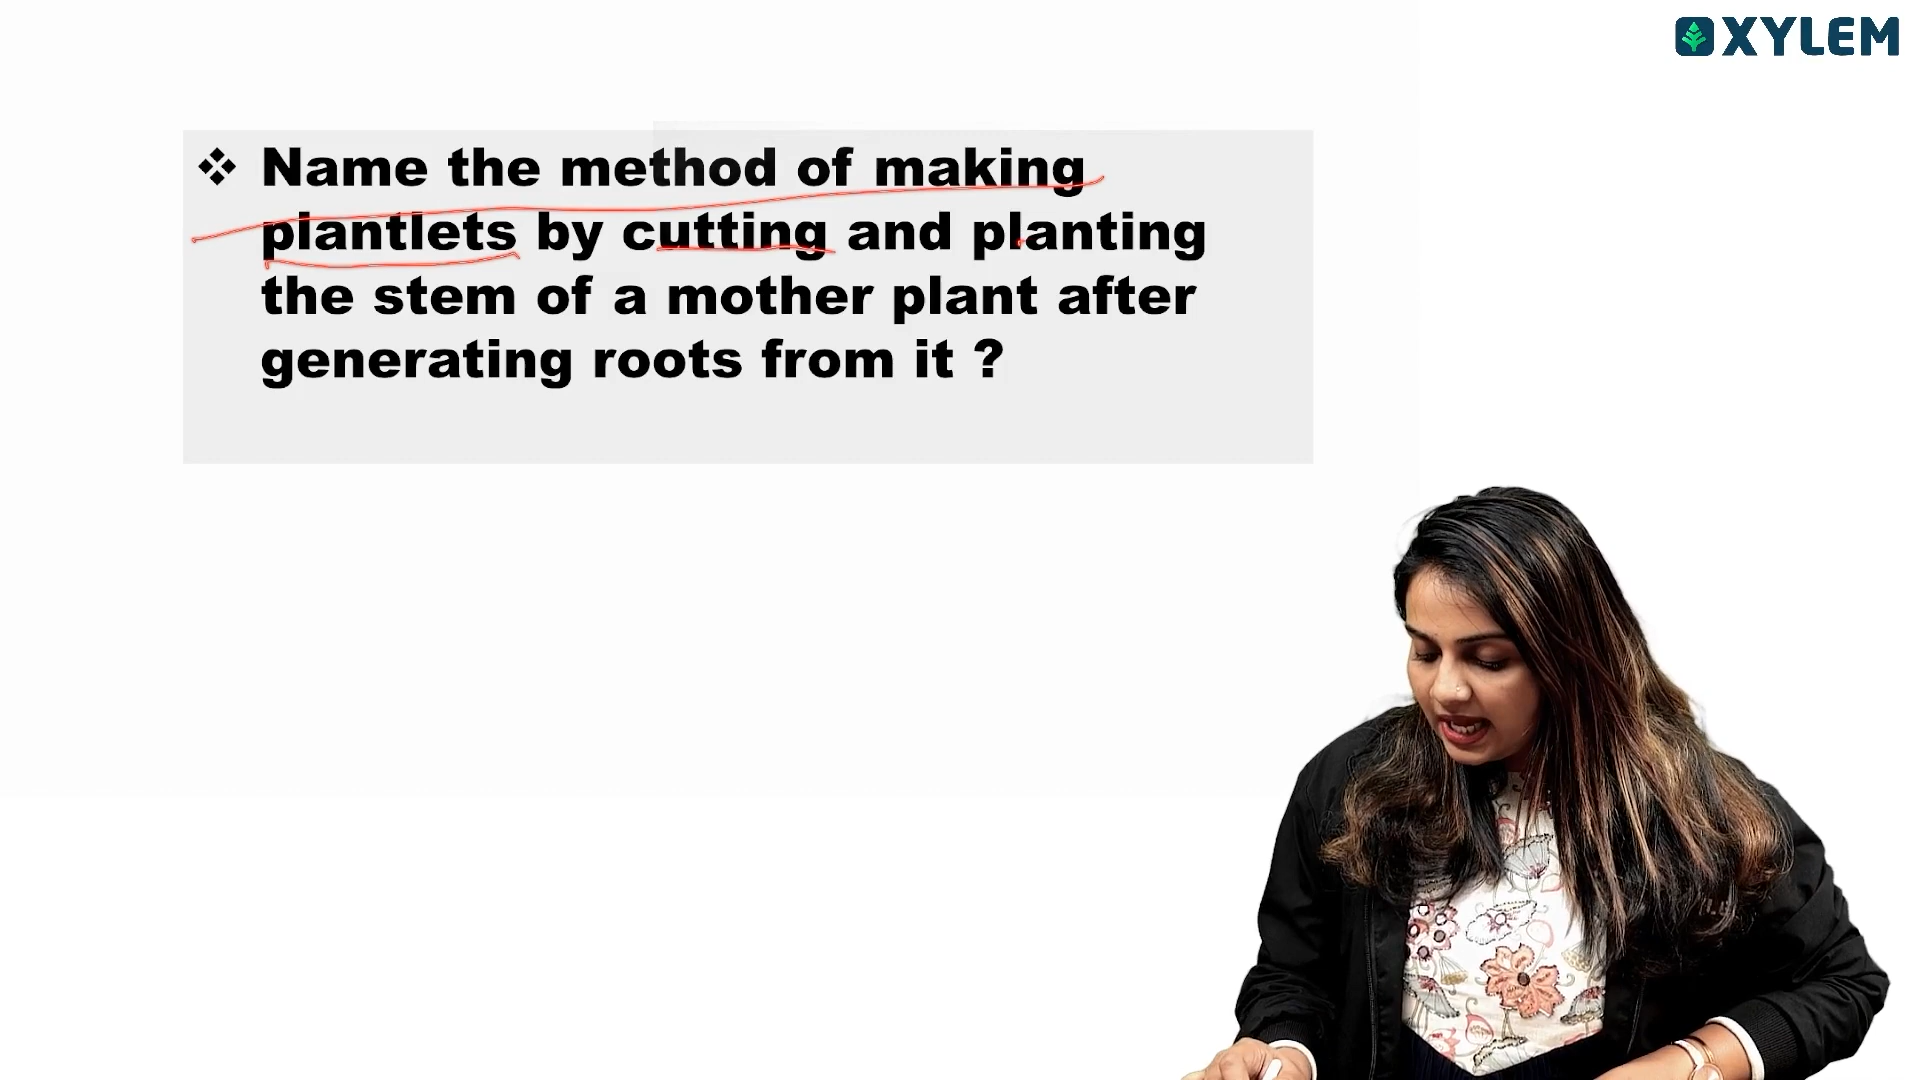 XYLEM
❖ Name the method of making
plantlets by cutting and planting
the stem of a mother plant after
generating roots from it ?